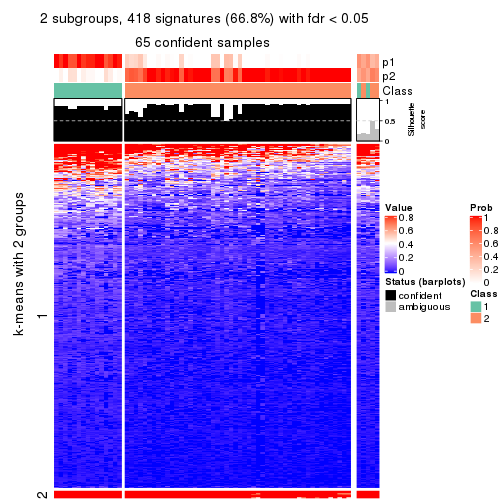 2 subgroups, 418 signatures (66.8%) with fdr < 0.05
65 confident samples
p1
p2
Class
1
0.5
0
Silhouette
score
k-means with 2 groups
1
2
Value
0.8
0.6
0.4
0.2
0
Status (barplots)
confident
ambiguous
Prob
1
0.8
0.6
0.4
0.2
0
Class
1
2